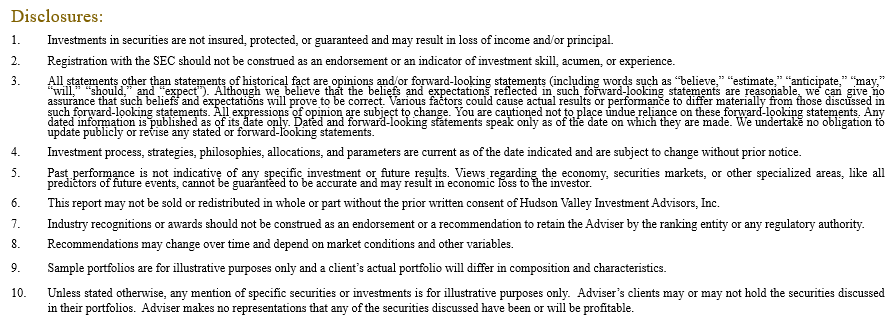 Disclosures:
1. Investments in securities are not insured, protected, or guaranteed and may result in loss of income and/or principal.
2. Registration with the SEC should not be construed as an endorsement or an indicator of investment skill, acumen, or experience.
3. All statements other than statements of historical fact are opinions and/or forward-looking statements (including words such as “believe,” “estimate,” “anticipate,” “may,”
“will,” “should,” and “expect”). Although we believe that the beliefs and expectations reflected in such forward-looking statements are reasonable, we can give no
assurance that such beliefs and expectations will prove to be correct. Various factors could cause actual results or performance to differ materially from those discussed in
such forward-looking statements. All expressions of opinion are subject to change. You are cautioned not to place undue reliance on these forward-looking statements. Any
dated information is published as of its date only. Dated and forward-looking statements speak only as of the date on which they are made. We undertake no obligation to
update publicly or revise any stated or forward-looking statements.
4. Investment process, strategies, philosophies, allocations, and parameters are current as of the date indicated and are subject to change without prior notice.
5. Past performance is not indicative of any specific investment or future results. Views regarding the economy, securities markets, or other specialized areas, like all
predictors of future events, cannot be guaranteed to be accurate and may result in economic loss to the investor.
6. This report may not be sold or redistributed in whole or part without the prior written consent of Hudson Valley Investment Advisors, Inc.
7. Industry recognitions or awards should not be construed as an endorsement or a recommendation to retain the Adviser by the ranking entity or any regulatory authority.
8. Recommendations may change over time and depend on market conditions and other variables.
9. Sample portfolios are for illustrative purposes only and a client’s actual portfolio will differ in composition and characteristics.
10. Unless stated otherwise, any mention of specific securities or investments is for illustrative purposes only. Adviser’s clients may or may not hold the securities discussed
in their portfolios. Adviser makes no representations that any of the securities discussed have been or will be profitable.